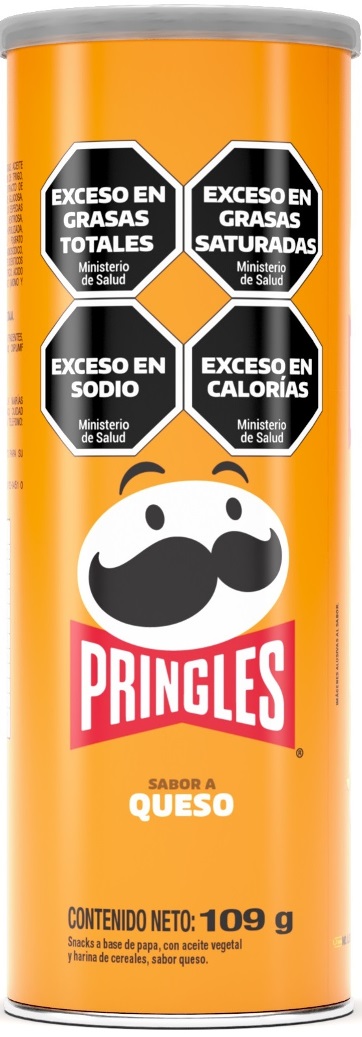 EXCESO EN
GRASAS
TOTALES
Ministerio
de Salud
EXCESO EN
GRASAS
SATURADAS
Ministerio
de Salud
EXCESO EN
SODIO
Ministerio
de Salud
EXCESO EN
CALORÍAS
Ministerio
de Salud
PRINGLES
®
SABOR A
QUESO
CONTENIDO NETO: 109 g
Snacks a base de papa, con aceite vegetal
y harina de cereales, sabor queso.